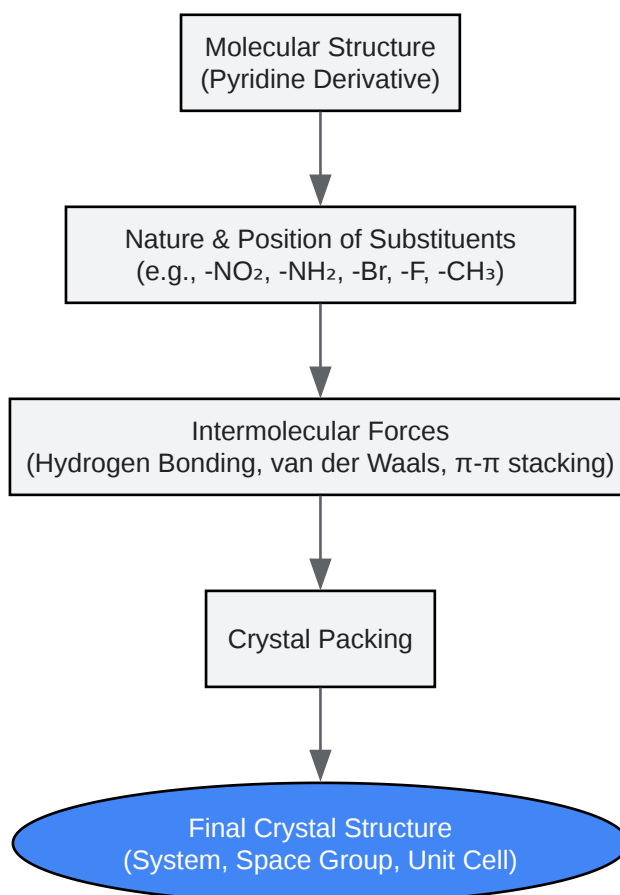 Molecular Structure
(Pyridine Derivative)
Nature & Position of Substituents
(e.g., -NO₂, -NH₂, -Br, -F, -CH₃)
Intermolecular Forces
(Hydrogen Bonding, van der Waals, π-π stacking)
Crystal Packing
Final Crystal Structure
(System, Space Group, Unit Cell)